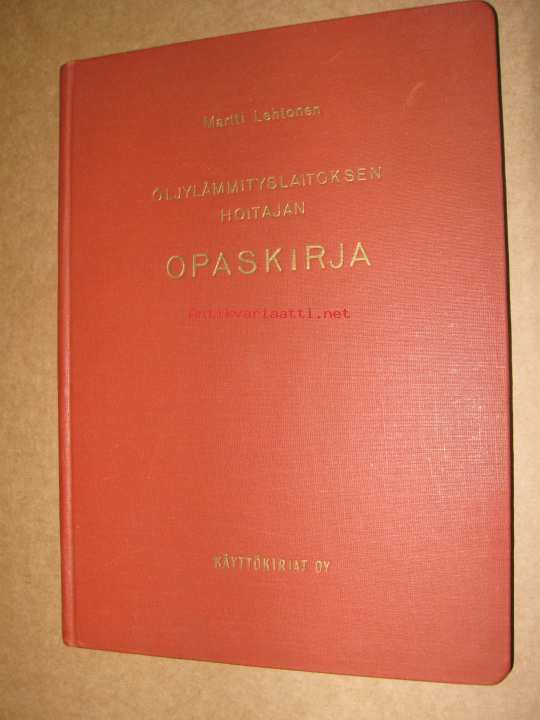 Martti Lehtonen
ÖLJYLÄMMITYSLAITOKSEN
HOITAJAN
OPASKIRJA
Antikvariaatti.net
KÄYTTÖKIRJAT OY